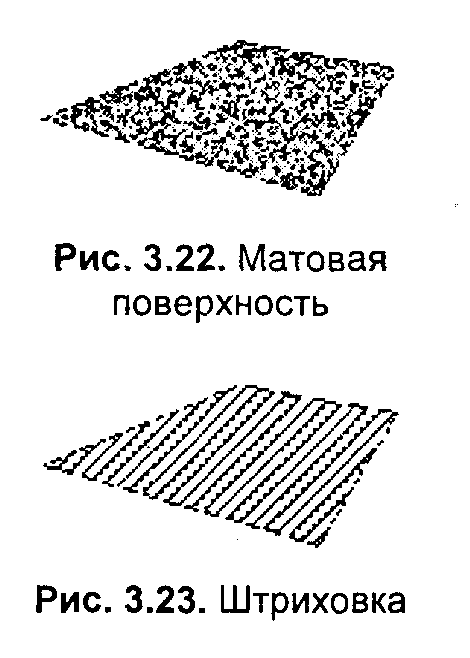 Рис. 3.22. Матовая
поверхность
Рис. 3.23. Штриховка